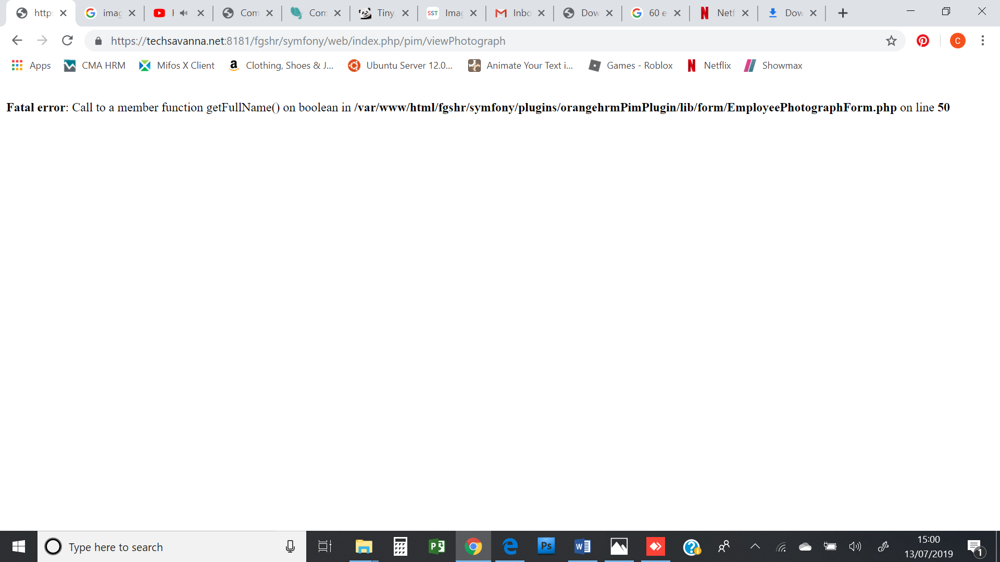 http:
imag
Com
Com
Tiny
SST Imag
Inbo
Dow
60 e
Netf
Dow
https://techsavanna.net:8181/fgshr/symfony/web/index.php/pim/viewPhotograph
C
Apps CMA HRM Mifos X Client Clothing, Shoes & J... Ubuntu Server 12.0... Animate Your Text i... Games - Roblox Netflix Showmax
Fatal error: Call to a member function getFullName() on boolean in /var/www/html/fgshr/symfony/plugins/orangehrmPimPlugin/lib/form/EmployeePhotographForm.php on line 50
Type here to search
Ps
15:00
13/07/2019
1